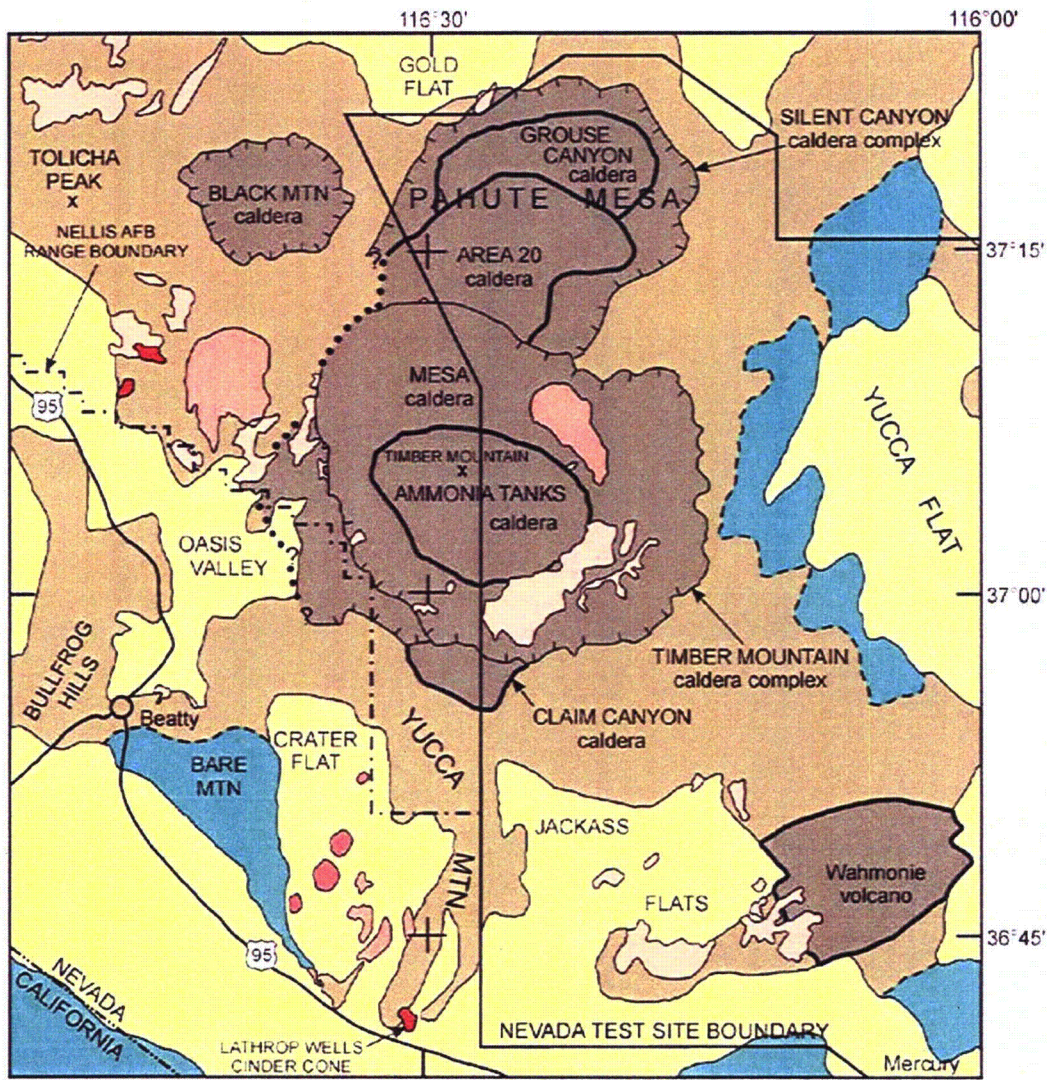 116°30'
116°00'
GOLD
FLAT
SILENT CANYON
caldera complex
GROUSE
CANYON
caldera
TOLICHA
PEAK
x
BLACK MTN
caldera
PAHUTE MESA
NELLIS AFB
RANGE BOUNDARY
?
AREA 20
caldera
37°15'
MESA
caldera
95
YUCCA FLAT
TIMBER MOUNTAIN
x
AMMONIA TANKS
caldera
?
OASIS
VALLEY
?
37°00'
BULLFROG
HILLS
TIMBER MOUNTAIN
caldera complex
Beatty
CLAIM CANYON
caldera
YUCCA
MTN
CRATER
FLAT
BARE
MTN
JACKASS
FLATS
Wahmonie
volcano
36°45'
95
NEVADA
CALIFORNIA
NEVADA TEST SITE BOUNDARY
LATHROP WELLS
CINDER CONE
Mercury